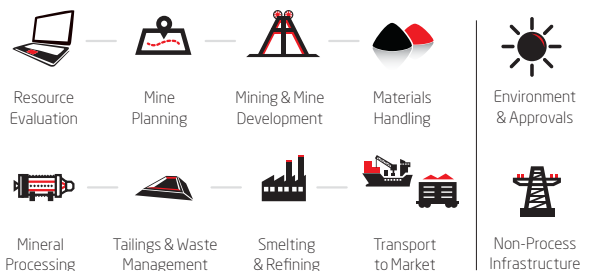 Resource
Evaluation
Mine
Planning
Mining & Mine
Development
Materials
Handling
Environment
& Approvals
Mineral
Processing
Tailings & Waste
Management
Smelting
& Refining
Transport
to Market
Non-Process
Infrastructure